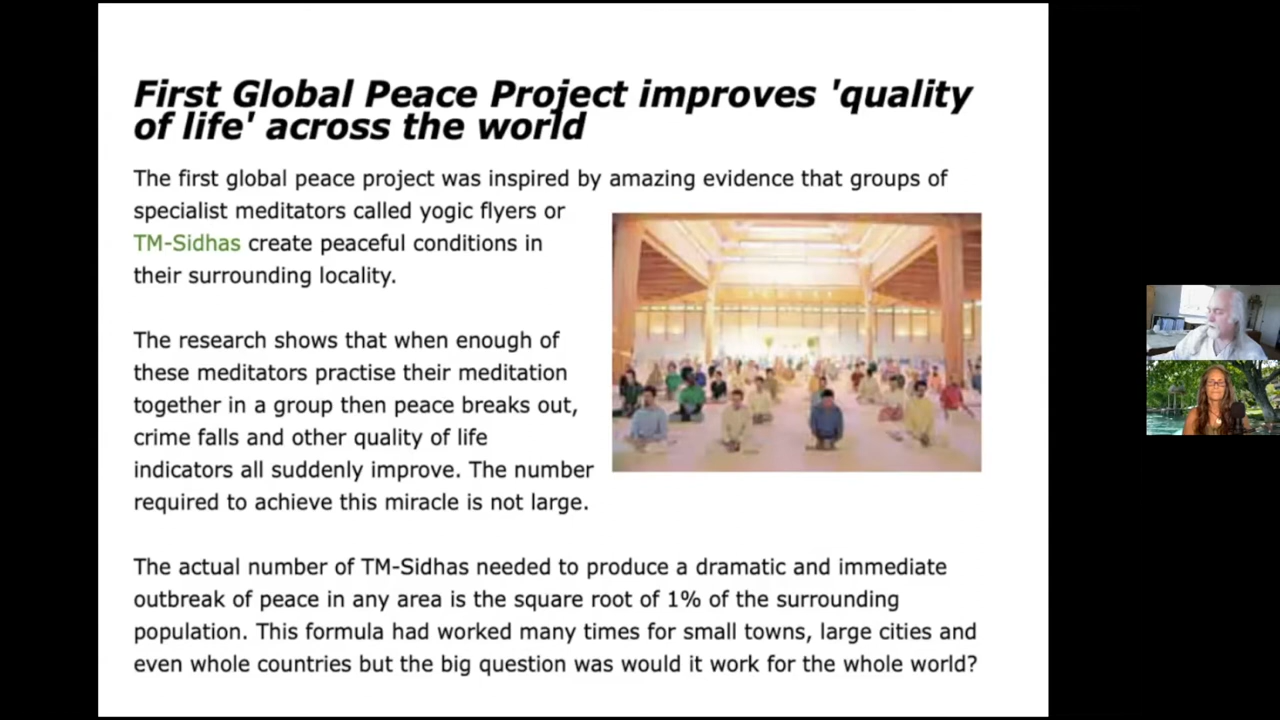 First Global Peace Project improves 'quality
of life' across the world
The first global peace project was inspired by amazing evidence that groups of
specialist meditators called yogic flyers or
TM-Sidhas create peaceful conditions in
their surrounding locality.
The research shows that when enough of
these meditators practise their meditation
together in a group then peace breaks out,
crime falls and other quality of life
indicators all suddenly improve. The number
required to achieve this miracle is not large.
The actual number of TM-Sidhas needed to produce a dramatic and immediate
outbreak of peace in any area is the square root of 1% of the surrounding
population. This formula had worked many times for small towns, large cities and
even whole countries but the big question was would it work for the whole world?